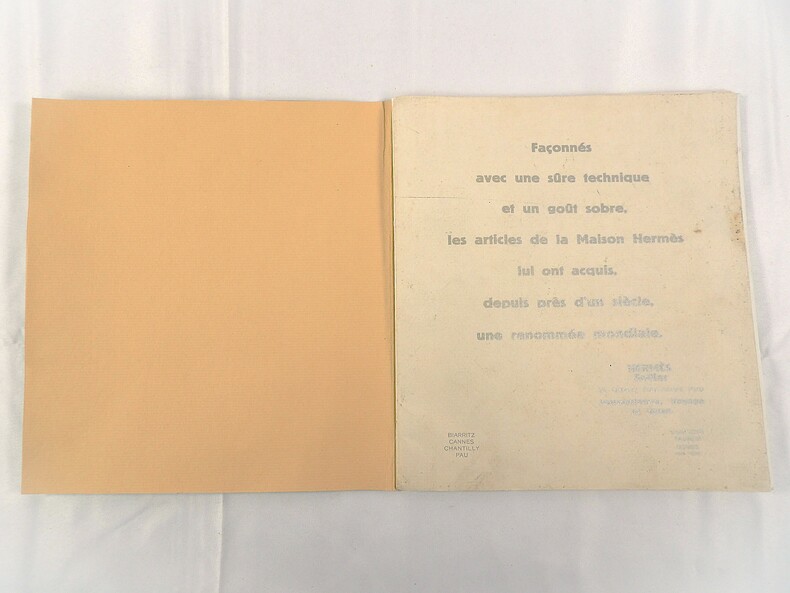 Façonnés
avec une sûre technique
et un goût sobre,
les articles de la Maison Hermès
lui ont acquis,
depuis près d'un siècle,
une renommée mondiale.
HERMÈS
Sellier
BIARRITZ
CANNES
CHANTILLY
PAU